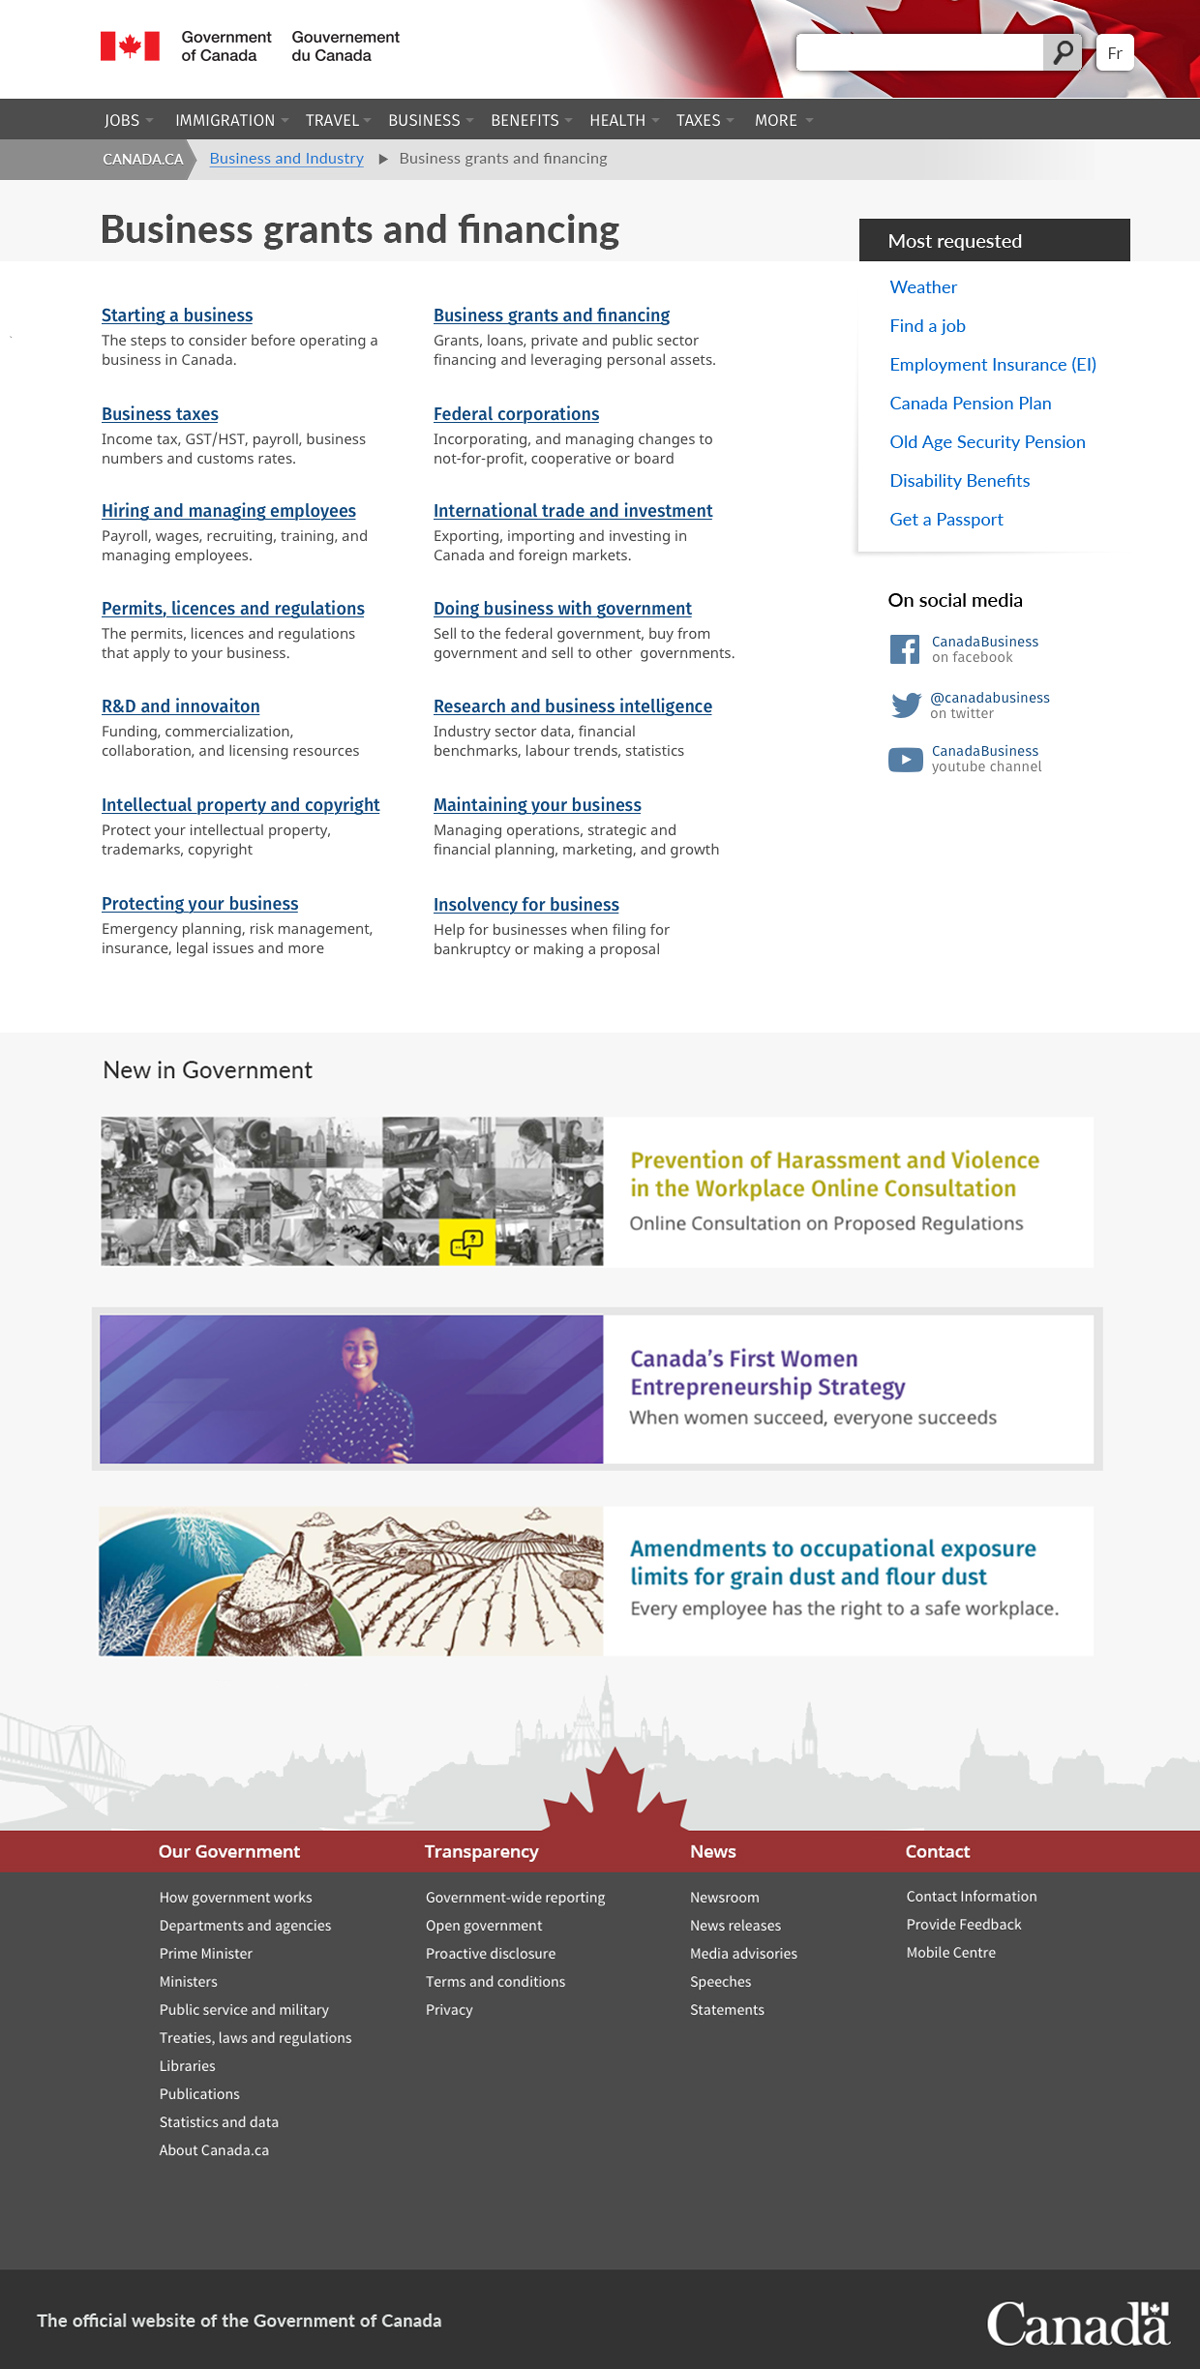 Government of Canada
Gouvernement du Canada
Fr
JOBS IMMIGRATION TRAVEL BUSINESS BENEFITS HEALTH TAXES MORE
CANADA.CA Business and Industry Business grants and financing
Business grants and financing
Starting a business
The steps to consider before operating a
business in Canada.
Business grants and financing
Grants, loans, private and public sector
financing and leveraging personal assets.
Business taxes
Income tax, GST/HST, payroll, business
numbers and customs rates.
Federal corporations
Incorporating, and managing changes to
not-for-profit, cooperative or board
Hiring and managing employees
Payroll, wages, recruiting, training, and
managing employees.
International trade and investment
Exporting, importing and investing in
Canada and foreign markets.
Permits, licences and regulations
The permits, licences and regulations
that apply to your business.
Doing business with government
Sell to the federal government, buy from
government and sell to other governments.
R&D and innovaiton
Funding, commercialization,
collaboration, and licensing resources
Research and business intelligence
Industry sector data, financial
benchmarks, labour trends, statistics
Intellectual property and copyright
Protect your intellectual property,
trademarks, copyright
Maintaining your business
Managing operations, strategic and
financial planning, marketing, and growth
Protecting your business
Emergency planning, risk management,
insurance, legal issues and more
Insolvency for business
Help for businesses when filing for
bankruptcy or making a proposal
Most requested
Weather
Find a job
Employment Insurance (EI)
Canada Pension Plan
Old Age Security Pension
Disability Benefits
Get a Passport
On social media
CanadaBusiness
on facebook
@canadabusiness
on twitter
CanadaBusiness
youtube channel
New in Government
Prevention of Harassment and Violence
in the Workplace Online Consultation
Online Consultation on Proposed Regulations
Canada's First Women
Entrepreneurship Strategy
When women succeed, everyone succeeds
Amendments to occupational exposure
limits for grain dust and flour dust
Every employee has the right to a safe workplace.
Our Government
How government works
Departments and agencies
Prime Minister
Ministers
Public service and military
Treaties, laws and regulations
Libraries
Publications
Statistics and data
About Canada.ca
Transparency
Government-wide reporting
Open government
Proactive disclosure
Terms and conditions
Privacy
News
Newsroom
News releases
Media advisories
Speeches
Statements
Contact
Contact Information
Provide Feedback
Mobile Centre
The official website of the Government of Canada
Canada